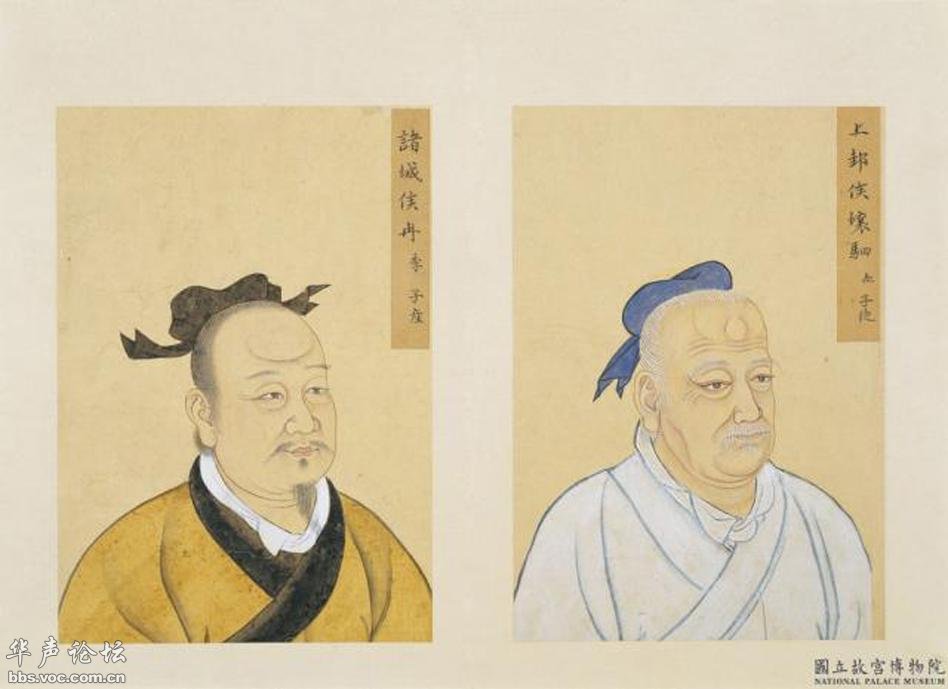 上邽侯壤駟赤 子徒
諸城侯冉季 子産
华声论坛
bbs.voc.com.cn
國立故宮博物院
NATIONAL PALACE MUSEUM